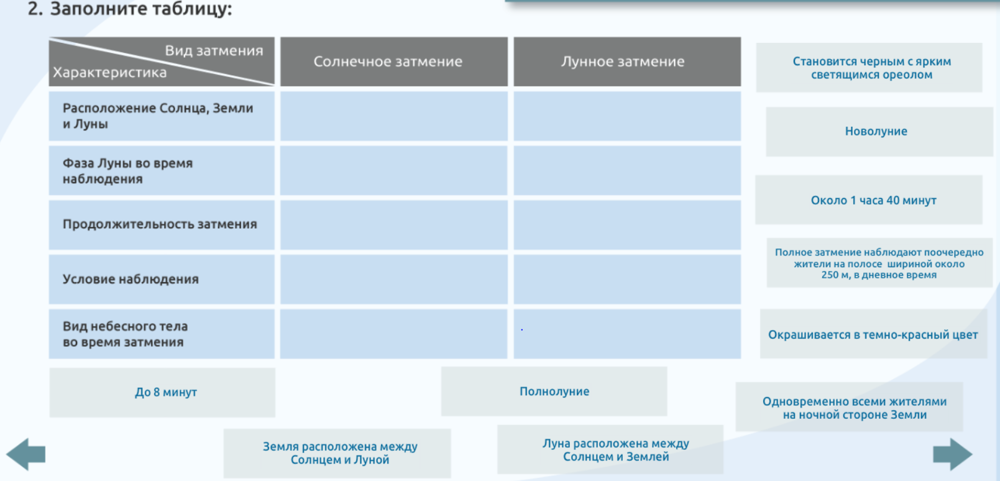 2. Заполните таблицу:
Вид затмения
Характеристика
Солнечное затмение
Лунное затмение
Расположение Солнца, Земли
и Луны
Фаза Луны во время
наблюдения
Продолжительность затмения
Условие наблюдения
Вид небесного тела
во время затмения
Становится черным с ярким
светящимся ореолом
Новолуние
Около 1 часа 40 минут
Полное затмение наблюдают поочередно
жители на полосе шириной около
250 м, в дневное время
Окрашивается в темно-красный цвет
До 8 минут
Полнолуние
Одновременно всеми жителями
на ночной стороне Земли
Земля расположена между
Солнцем и Луной
Луна расположена между
Солнцем и Землей